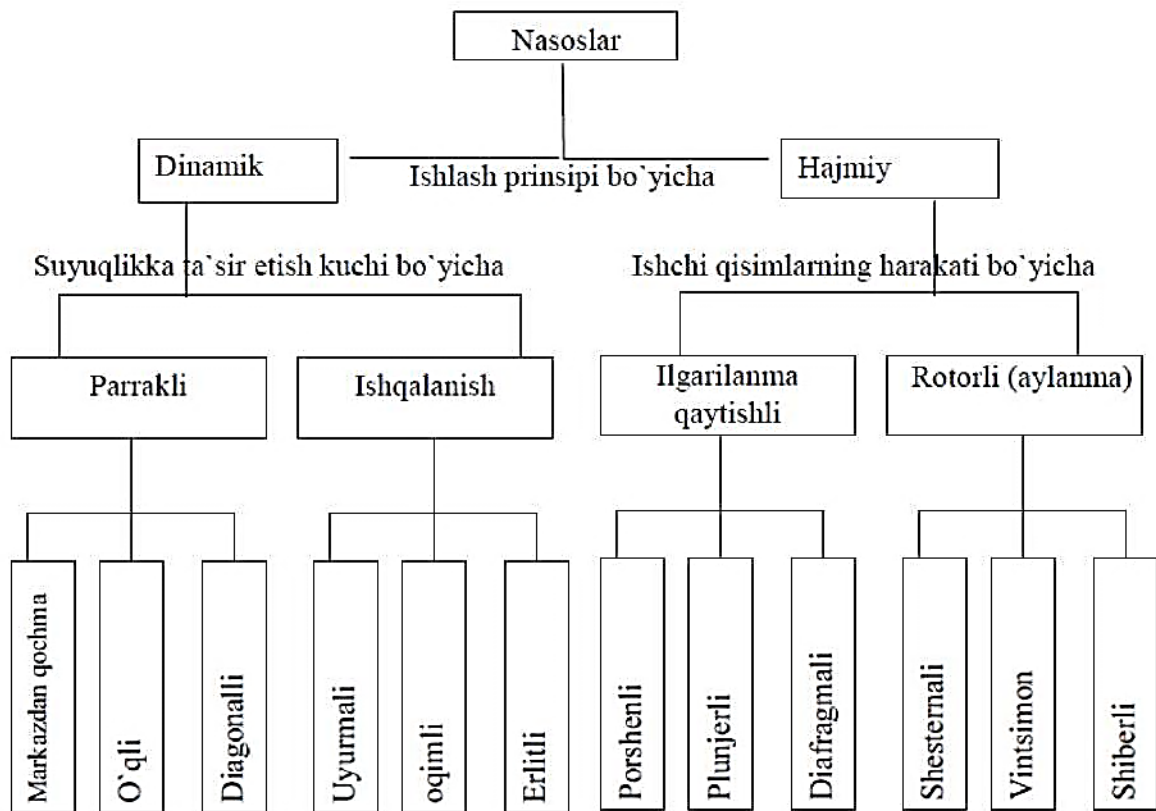 Nasoslar
Dinamik
Ishlash prinsipi bo`yicha
Hajmiy
Suyuqlikka ta`sir etish kuchi bo`yicha
Ishchi qisimlarning harakati bo`yicha
Parrakli
Ishqalanish
Ilgarilanma
qaytishli
Rotorli (aylanma)
Markazdan qochma
O`qli
Diagonalli
Uyurmali
oqimli
Erlitli
Porshenli
Plunjerli
Diafragmali
Shesternali
Vintsimon
Shiberli